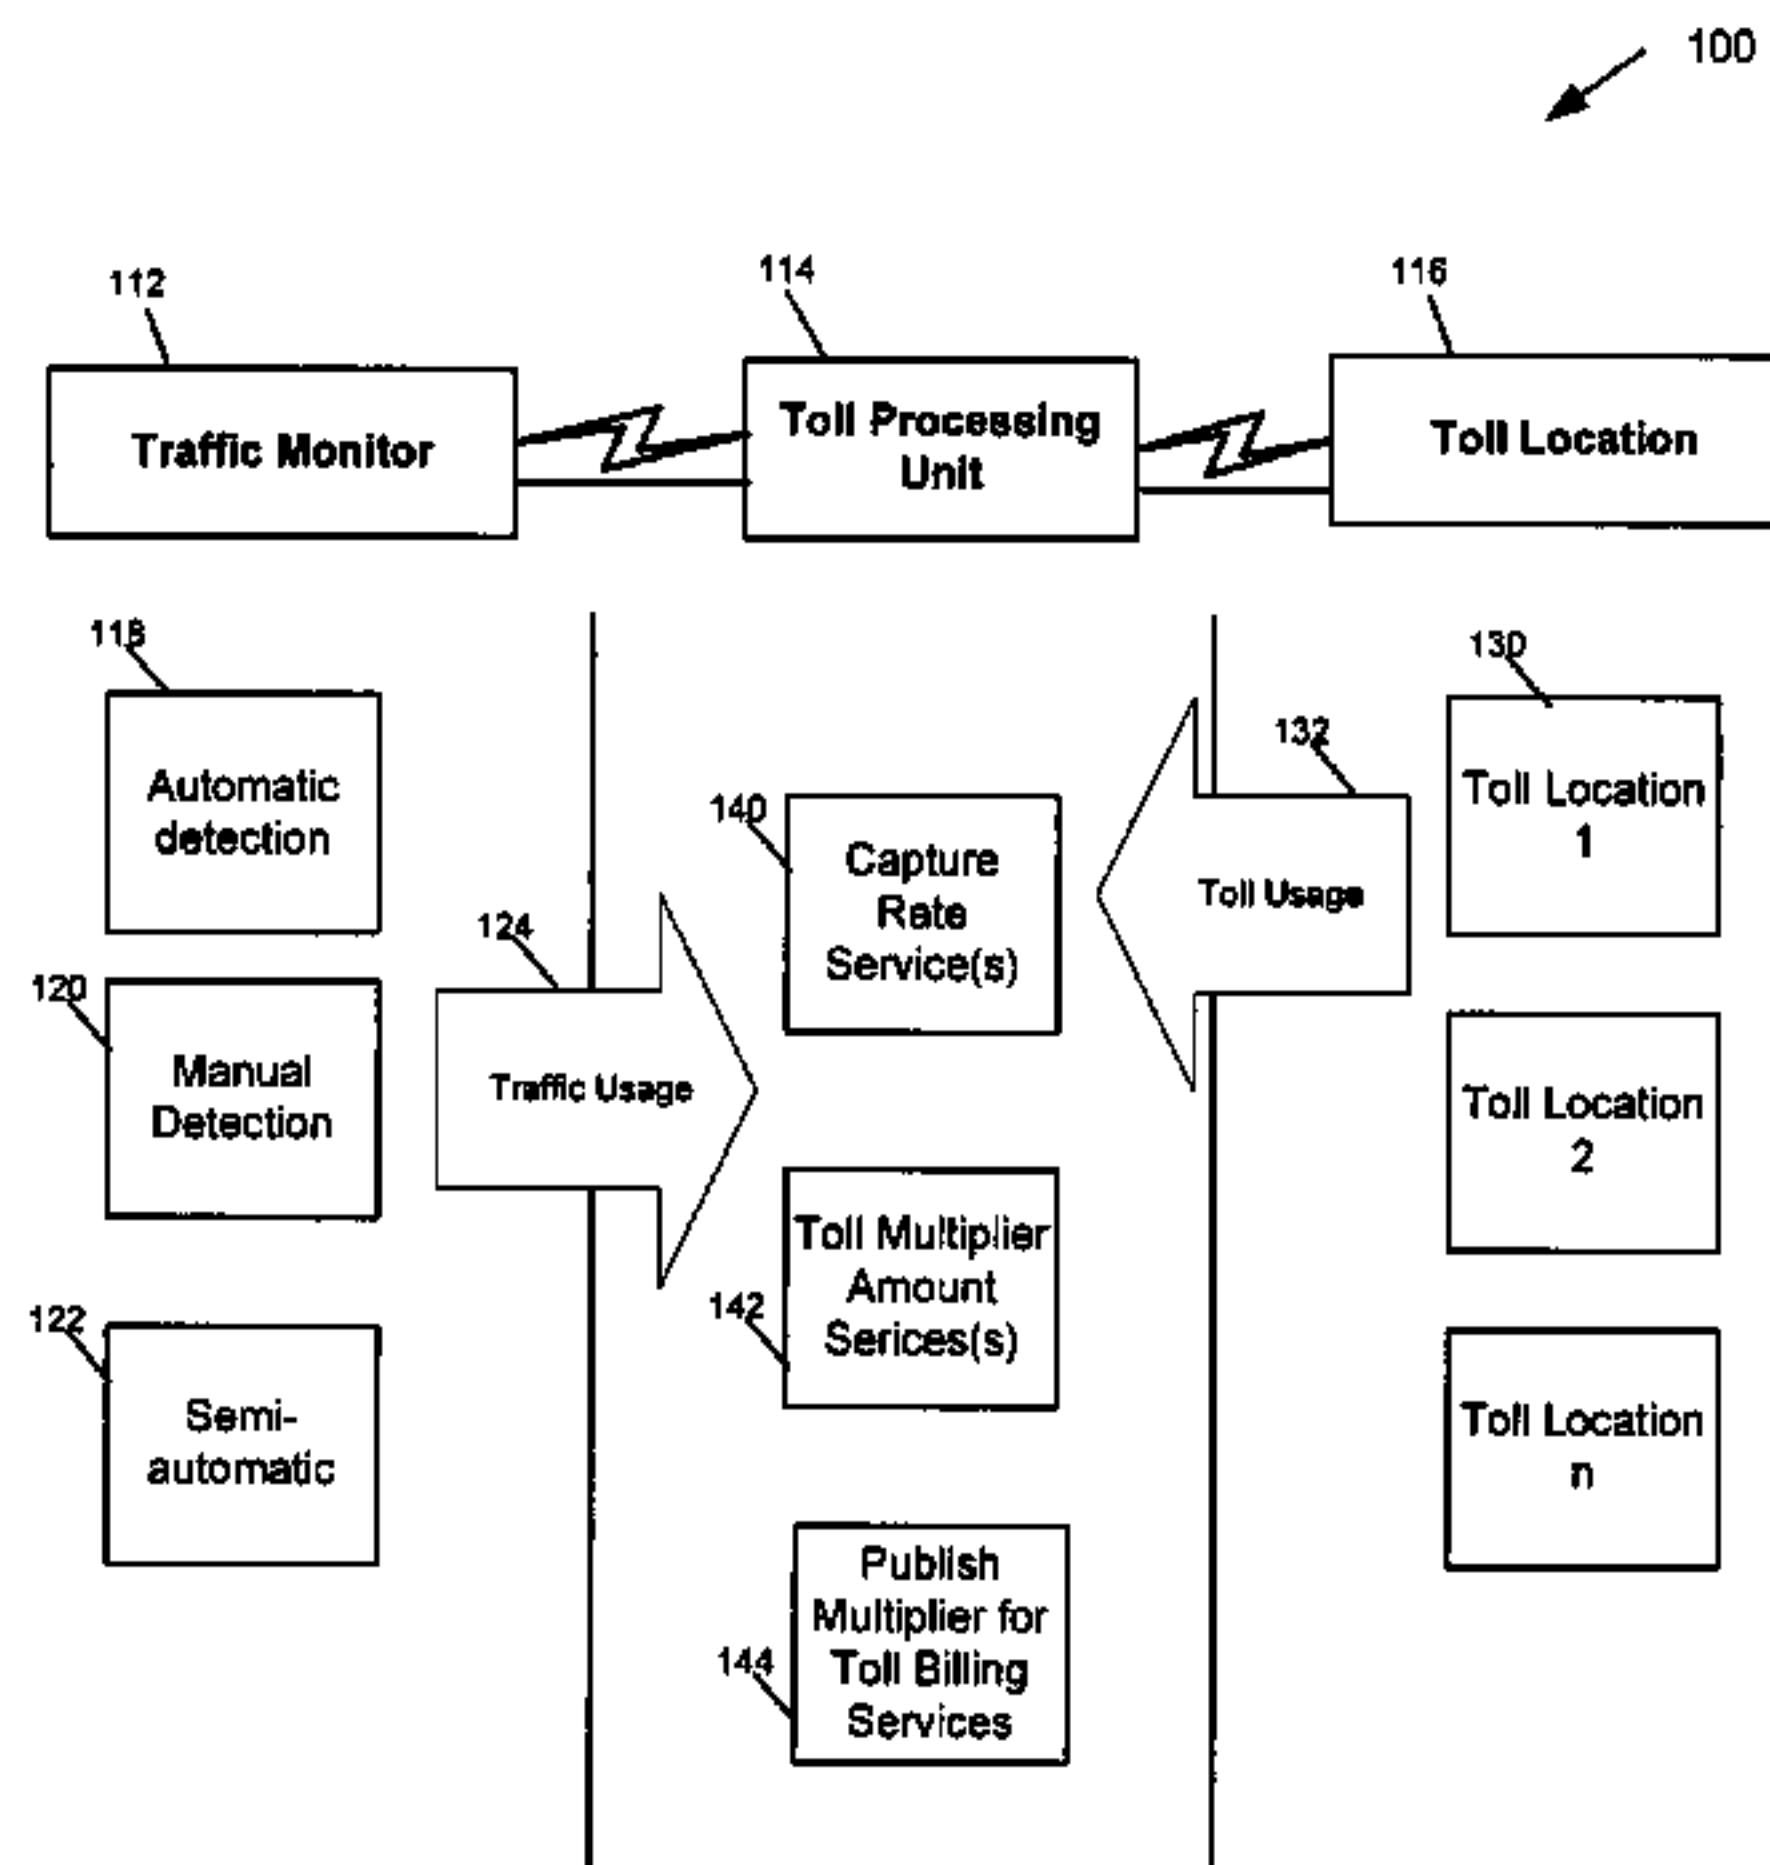 100
112
114
116
Traffic Monitor
Toll Processing
Unit
Toll Location
118
130
132
Automatic
detection
140
Capture
Rate
Service(s)
Toll Usage
Toll Location
1
124
120
Manual
Detection
Traffic Usage
Toll Location
2
Toll Multiplier
Amount
Serices(s)
142
122
Semi-
automatic
Toll Location
n
Publish
Multiplier for
Toll Billing
Services
144